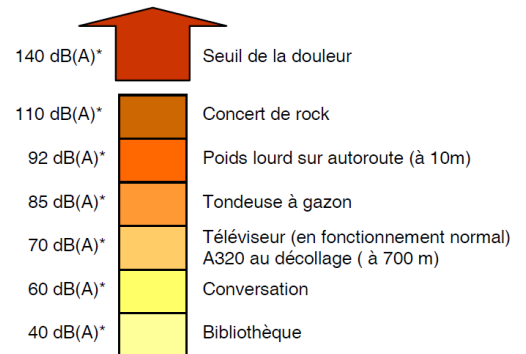 140 dB(A)* Seuil de la douleur
110 dB(A)* Concert de rock
92 dB(A)* Poids lourd sur autoroute (à 10m)
85 dB(A)* Tondeuse à gazon
70 dB(A)* Téléviseur (en fonctionnement normal)
A320 au décollage ( à 700 m)
60 dB(A)* Conversation
40 dB(A)* Bibliothèque